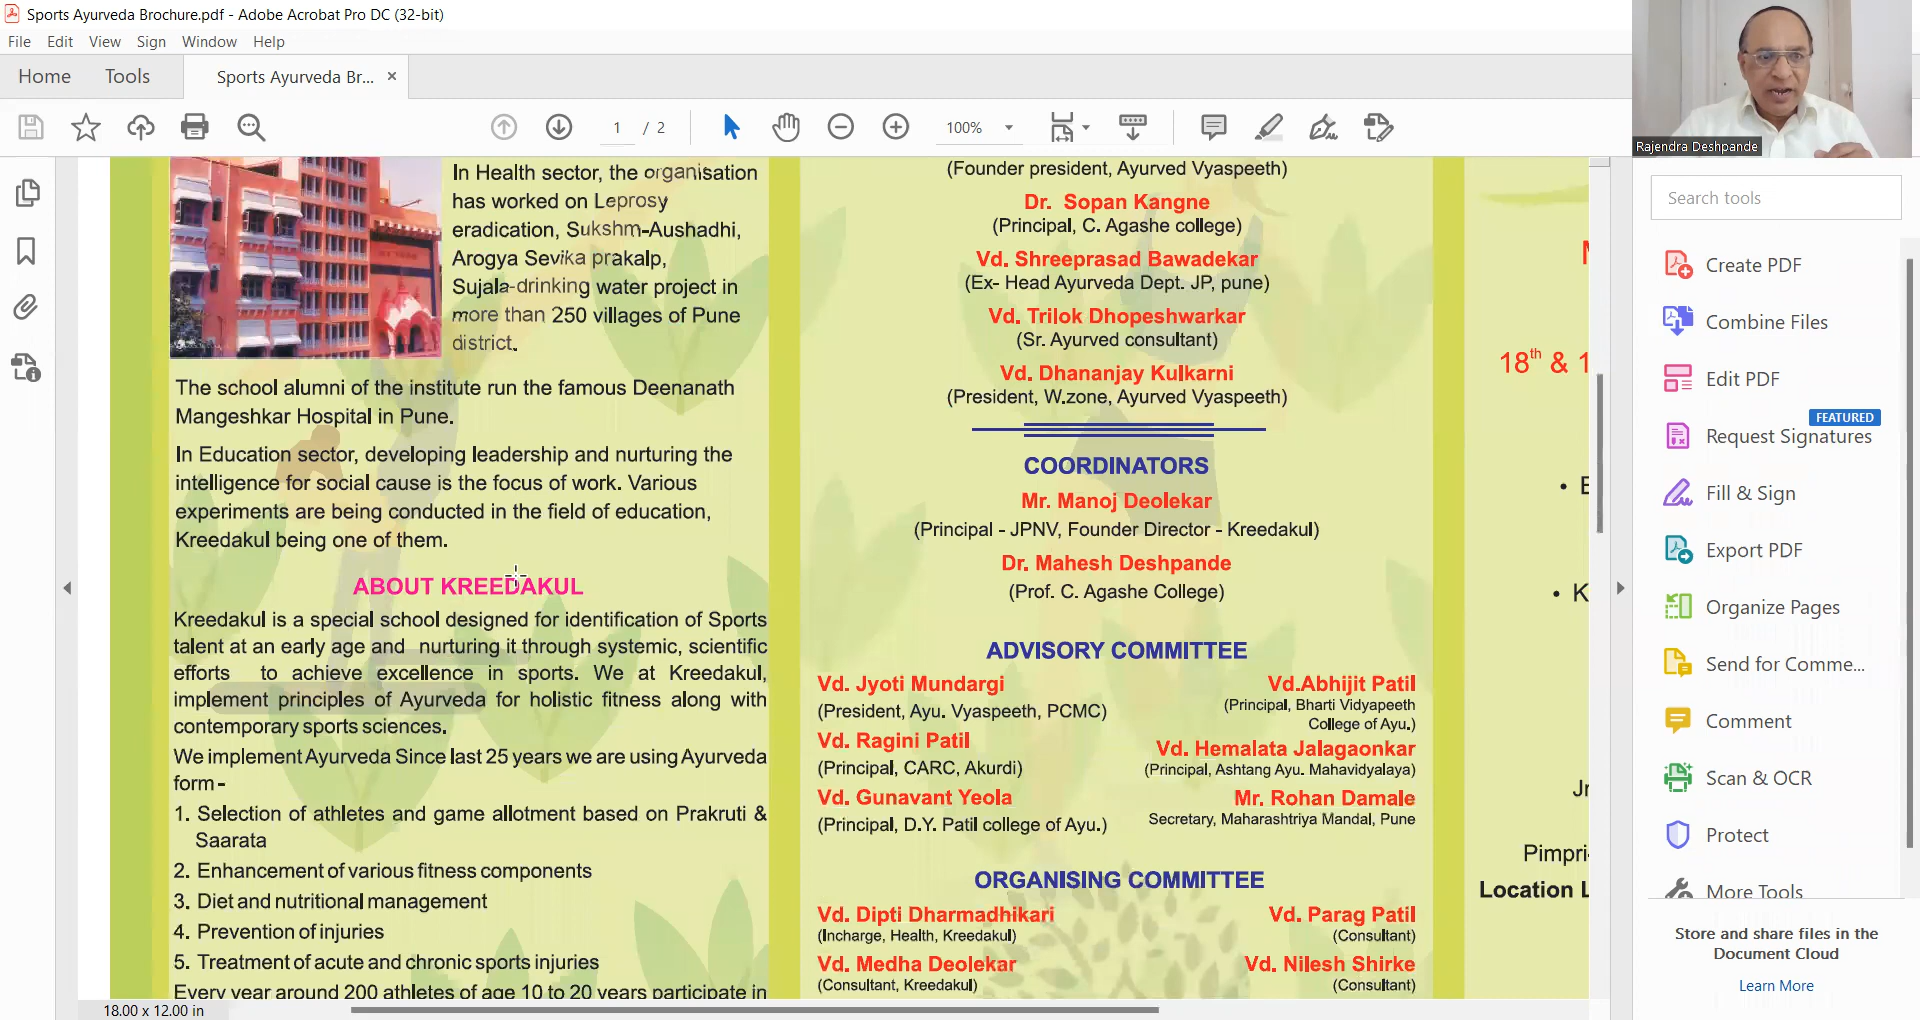 Sports Ayurveda Brochure.pdf - Adobe Acrobat Pro DC (32-bit)
File Edit View Sign Window Help
Home Tools Sports Ayurveda Br... ×
1 / 2 100%
Rajendra Deshpande
In Health sector, the organisation
has worked on Leprosy
eradication, Sukshm-Aushadhi,
Arogya Sevika prakalp,
Sujala-drinking water project in
more than 250 villages of Pune
district.
The school alumni of the institute run the famous Deenanath
Mangeshkar Hospital in Pune.
In Education sector, developing leadership and nurturing the
intelligence for social cause is the focus of work. Various
experiments are being conducted in the field of education,
Kreedakul being one of them.
ABOUT KREEDAKUL
Kreedakul is a special school designed for identification of Sports
talent at an early age and nurturing it through systemic, scientific
efforts to achieve excellence in sports. We at Kreedakul,
implement principles of Ayurveda for holistic fitness along with
contemporary sports sciences.
We implement Ayurveda Since last 25 years we are using Ayurveda
form -
1. Selection of athletes and game allotment based on Prakruti &
Saarata
2. Enhancement of various fitness components
3. Diet and nutritional management
4. Prevention of injuries
5. Treatment of acute and chronic sports injuries
Every year around 200 athletes of age 10 to 20 years participate in
(Founder president, Ayurved Vyaspeeth)
Dr. Sopan Kangne
(Principal, C. Agashe college)
Vd. Shreeprasad Bawadekar
(Ex- Head Ayurveda Dept. JP, pune)
Vd. Trilok Dhopeshwarkar
(Sr. Ayurved consultant)
Vd. Dhananjay Kulkarni
(President, W.zone, Ayurved Vyaspeeth)
COORDINATORS
Mr. Manoj Deolekar
(Principal - JPNV, Founder Director - Kreedakul)
Dr. Mahesh Deshpande
(Prof. C. Agashe College)
ADVISORY COMMITTEE
Vd. Jyoti Mundargi
(President, Ayu. Vyaspeeth, PCMC)
Vd. Ragini Patil
(Principal, CARC, Akurdi)
Vd. Gunavant Yeola
(Principal, D.Y. Patil college of Ayu.)
Vd.Abhijit Patil
(Principal, Bharti Vidyapeeth
College of Ayu.)
Vd. Hemalata Jalagaonkar
(Principal, Ashtang Ayu. Mahavidyalaya)
Mr. Rohan Damale
Secretary, Maharashtriya Mandal, Pune
ORGANISING COMMITTEE
Vd. Dipti Dharmadhikari
(Incharge, Health, Kreedakul)
Vd. Medha Deolekar
(Consultant, Kreedakul)
Vd. Parag Patil
(Consultant)
Vd. Nilesh Shirke
(Consultant)
18th & 1
• E
• K
Jr
Pimpri-
Location L
Search tools
Create PDF
Combine Files
Edit PDF
FEATURED
Request Signatures
Fill & Sign
Export PDF
Organize Pages
Send for Comme...
Comment
Scan & OCR
Protect
More Tools
Store and share files in the
Document Cloud
Learn More
18.00 x 12.00 in